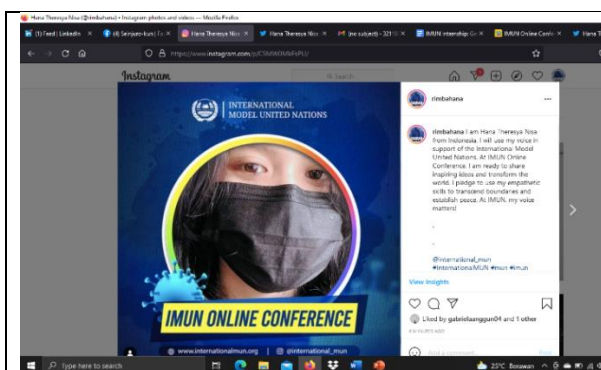 Hana Theresya Nisa (@rimbahana) • Instagram photos and videos — Mozilla Firefox
(1) Feed | LinkedIn
Hana Theresya Nisa
IMUN Internship
IMUN Online Confe
https://www.instagram.com
Instagram
Search
INTERNATIONAL
MODEL UNITED NATIONS
IMUN ONLINE CONFERENCE
www.internationalmun.org
@international_mun
rimbahana
rimbahana I am Hana Theresya Nisa
from Indonesia. I will use my voice in
support of the International Model
United Nations. At IMUN Online
Conference. I am ready to share
inspiring ideas and transform the
world. I pledge to use my empathetic
skills to transcend boundaries and
establish peace. At IMUN, my voice
matters!
.
.
@international_mun
#InternationalMUN #mun #imun
View Insights
Liked by gabrielaanggun04 and 1 other
Add a comment...
Post
Type here to search
25°C Berawan